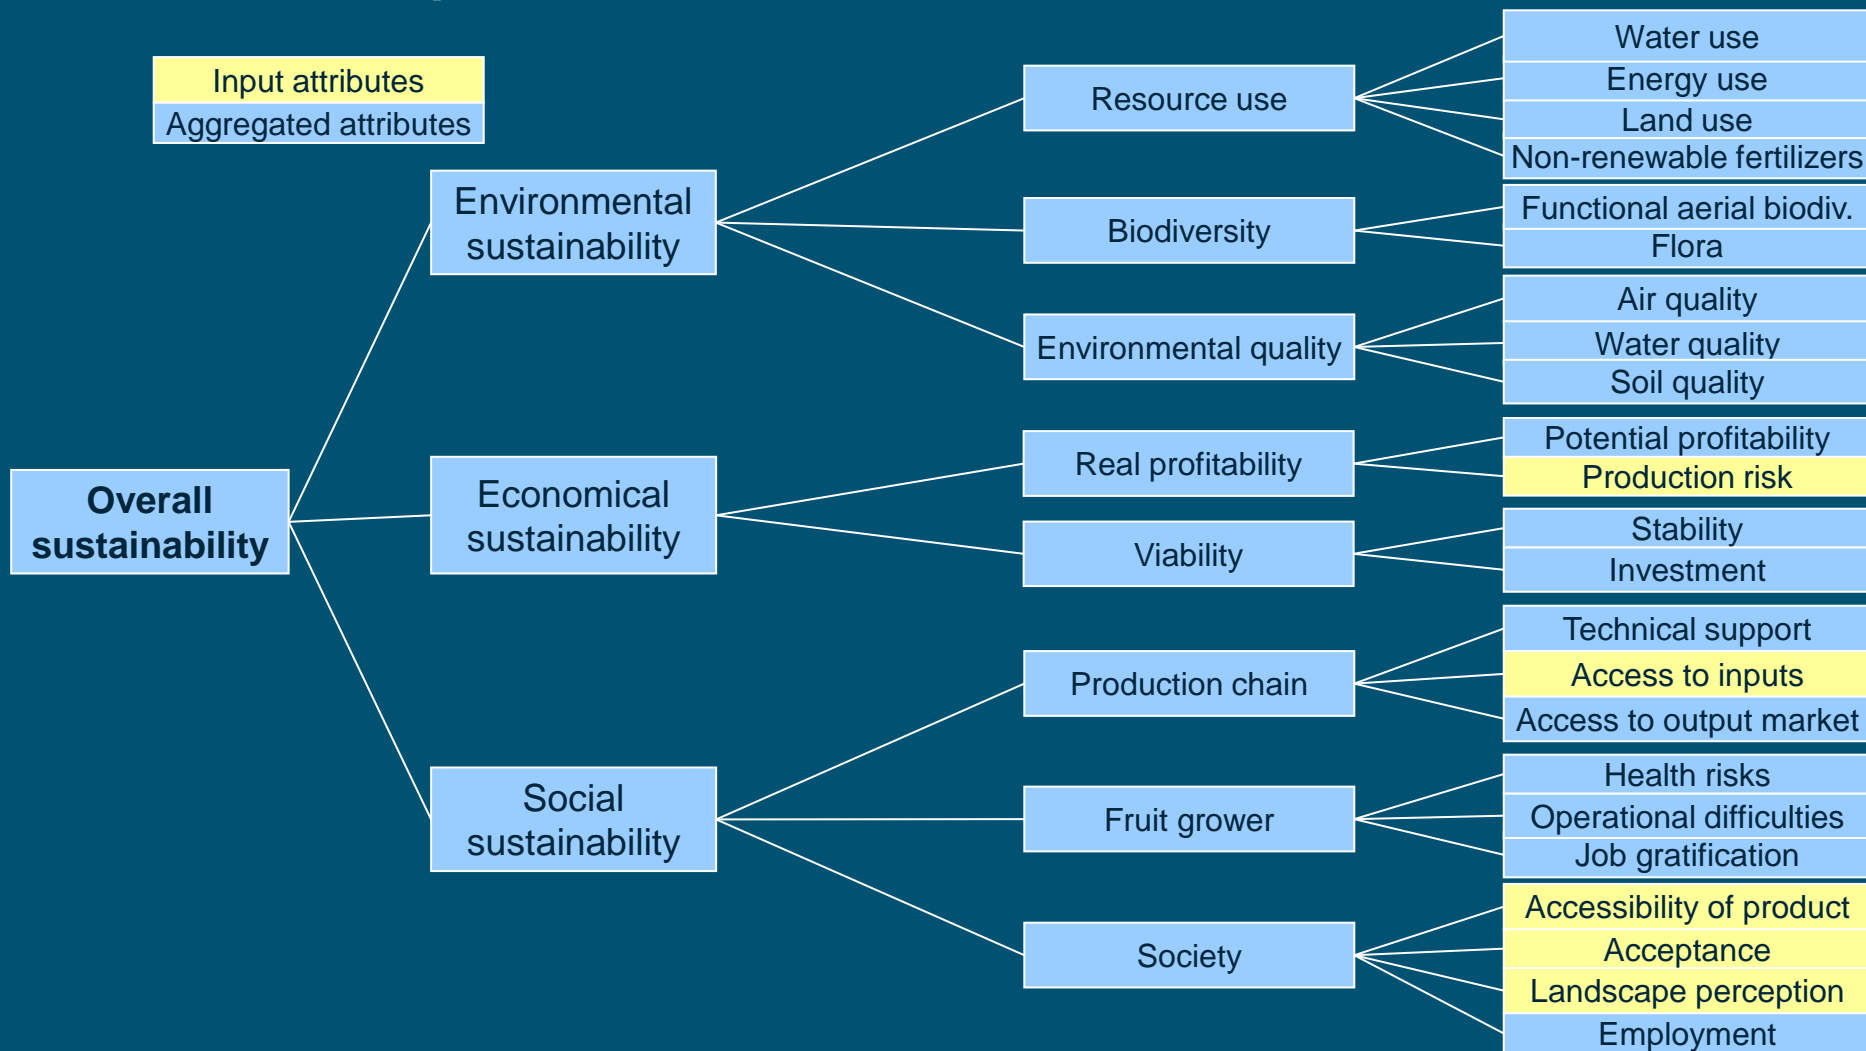 Input attributes
Aggregated attributes
Overall
sustainability
Environmental
sustainability
Economical
sustainability
Social
sustainability
Resource use
Biodiversity
Environmental quality
Real profitability
Viability
Production chain
Fruit grower
Society
Water use
Energy use
Land use
Non-renewable fertilizers
Functional aerial biodiv.
Flora
Air quality
Water quality
Soil quality
Potential profitability
Production risk
Stability
Investment
Technical support
Access to inputs
Access to output market
Health risks
Operational difficulties
Job gratification
Accessibility of product
Acceptance
Landscape perception
Employment